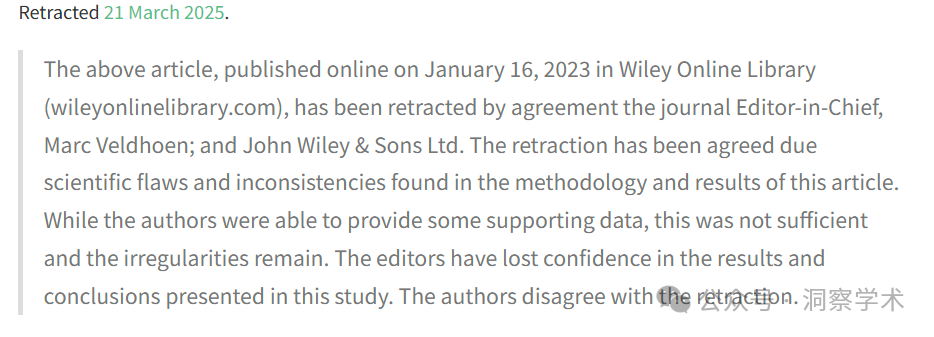 Retracted 21 March 2025.
The above article, published online on January 16, 2023 in Wiley Online Library
(wileyonlinelibrary.com), has been retracted by agreement the journal Editor-in-Chief,
Marc Veldhoen; and John Wiley & Sons Ltd. The retraction has been agreed due
scientific flaws and inconsistencies found in the methodology and results of this article.
While the authors were able to provide some supporting data, this was not sufficient
and the irregularities remain. The editors have lost confidence in the results and
conclusions presented in this study. The authors disagree with the retraction.
公众号 · 洞察学术